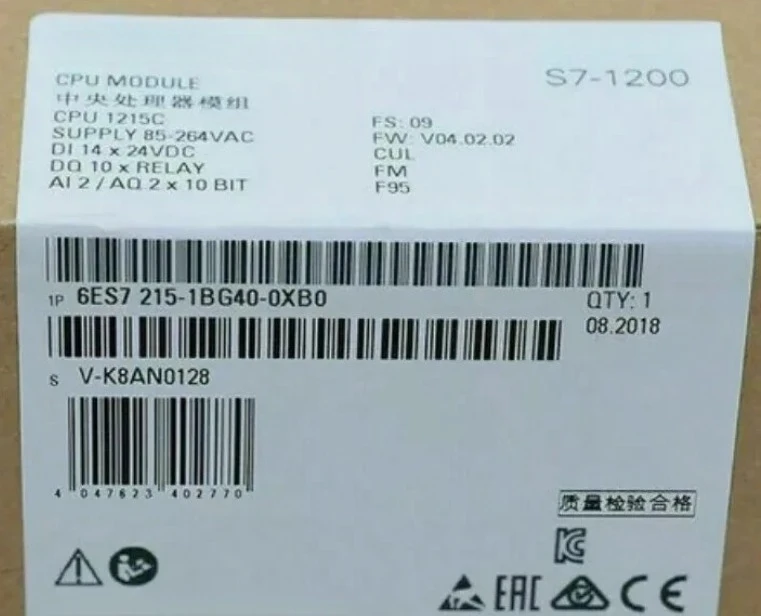 CPU MODULE
S7-1200
中央处理器模组
CPU 1215C
SUPPLY 85-264VAC
DI 14 x 24VDC
DQ 10 x RELAY
AI 2 / AQ 2 x 10 BIT
FS: 09
FW: V04.02.02
CUL
FM
F95
1P 6ES7 215-1BG40-0XB0
QTY: 1
08.2018
S V-K8AN0128
4 047623 402770
质量检验合格
EAC
CE